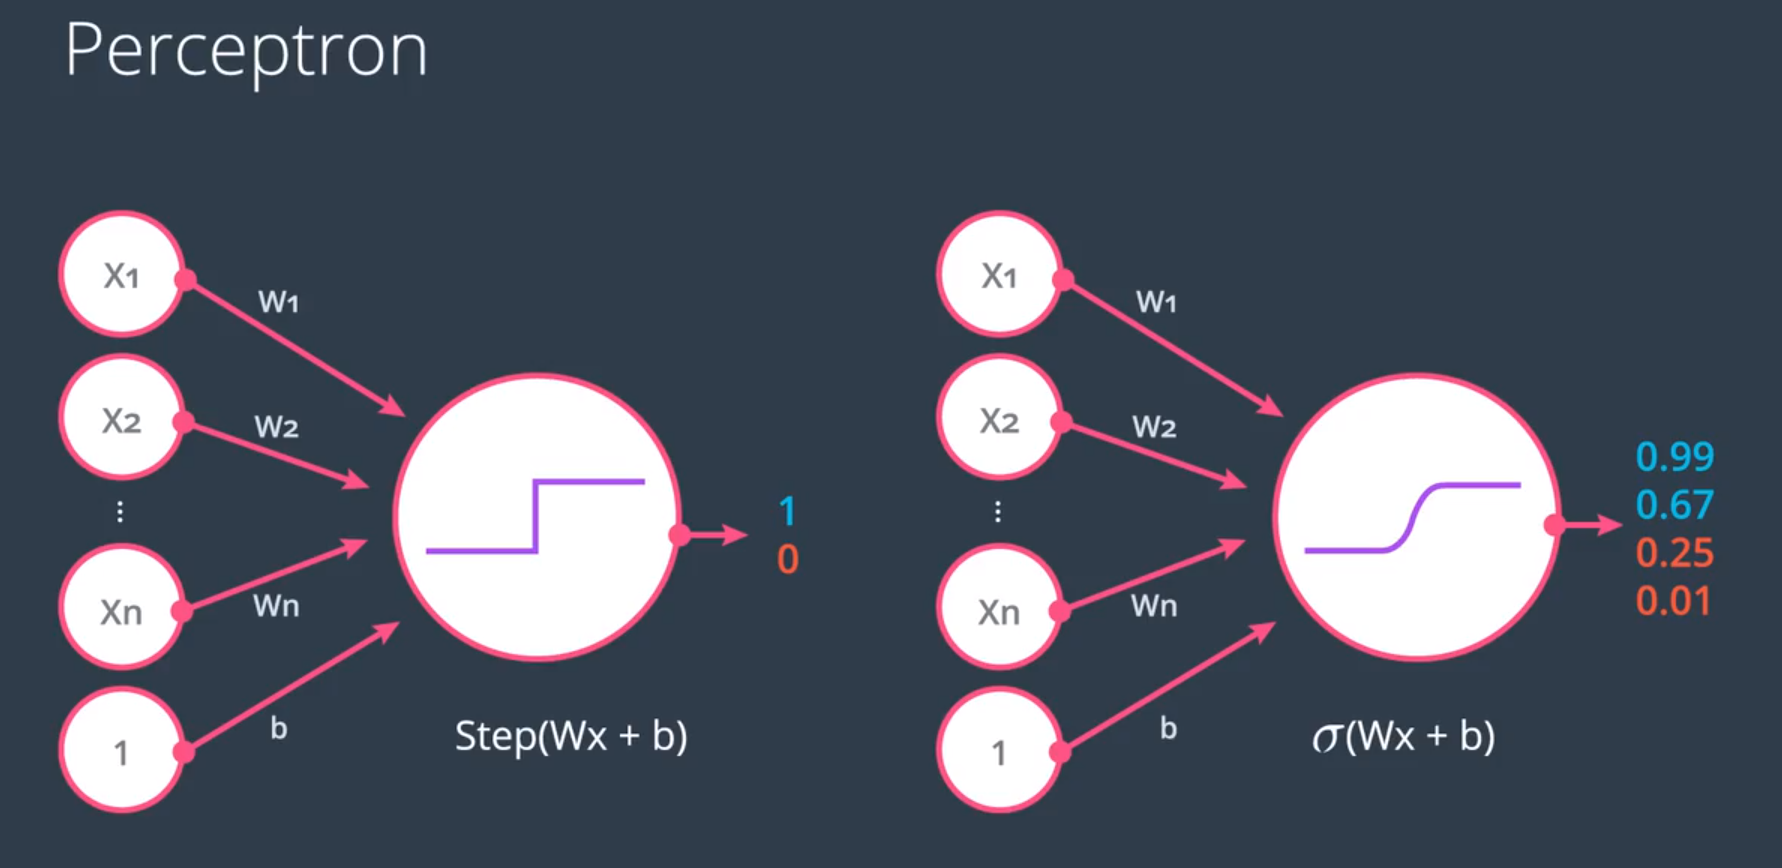 Perceptron
X1
W1
X2
W2
⋮
Xn
Wn
1
b
Step(Wx + b)
1
0
X1
W1
X2
W2
⋮
Xn
Wn
1
b
σ(Wx + b)
0.99
0.67
0.25
0.01